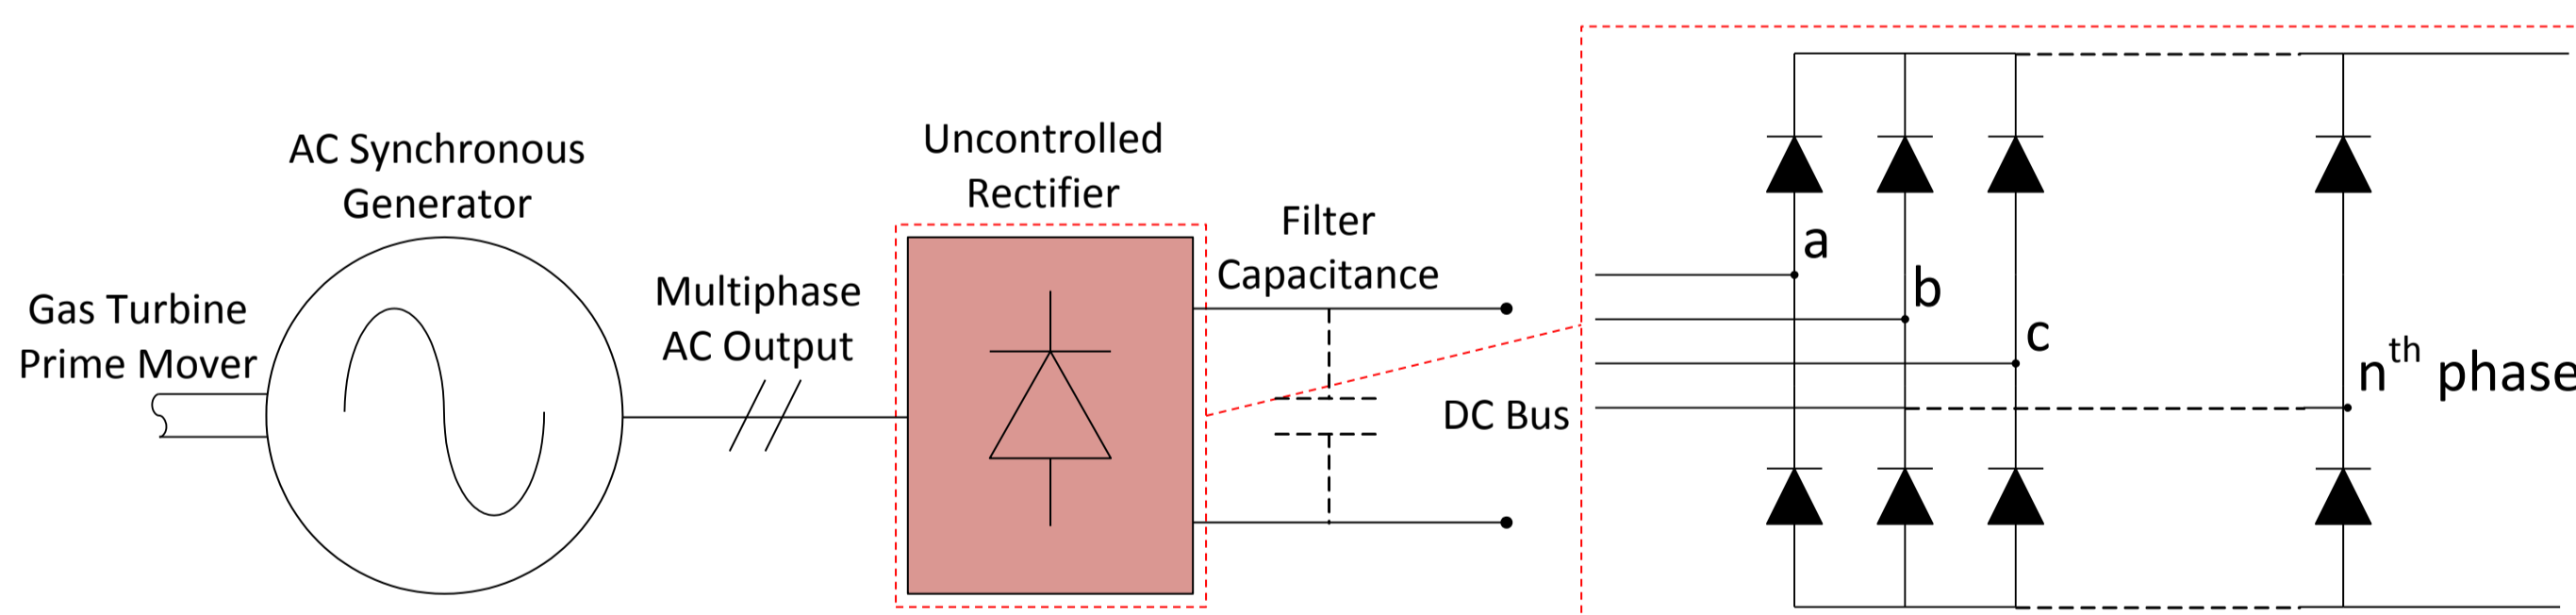 Gas Turbine
Prime Mover
AC Synchronous
Generator
Multiphase
AC Output
Uncontrolled
Rectifier
Filter
Capacitance
DC Bus
a
b
c
nth phase